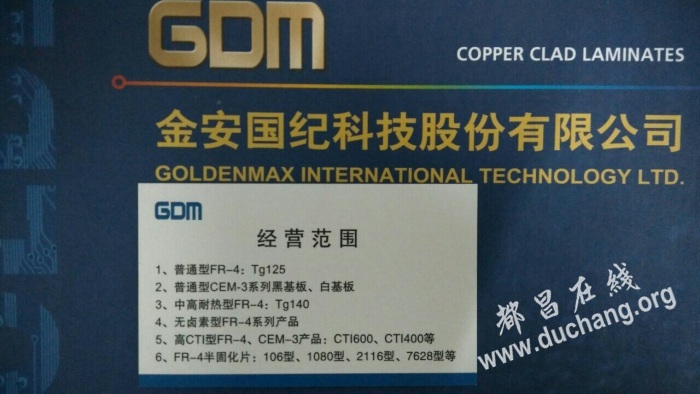 GDM
COPPER CLAD LAMINATES
金安国纪科技股份有限公司
GOLDENMAX INTERNATIONAL TECHNOLOGY LTD.
GDM
经营范围
1、普通型FR-4：Tg125
2、普通型CEM-3系列黑基板、白基板
3、中高耐热型FR-4：Tg140
4、无卤素型FR-4系列产品
5、高CTI型FR-4、CEM-3产品：CTI600、CTI400等
6、FR-4半固化片：106型、1080型、2116型、7628型等
都昌在線
www.duchang.org